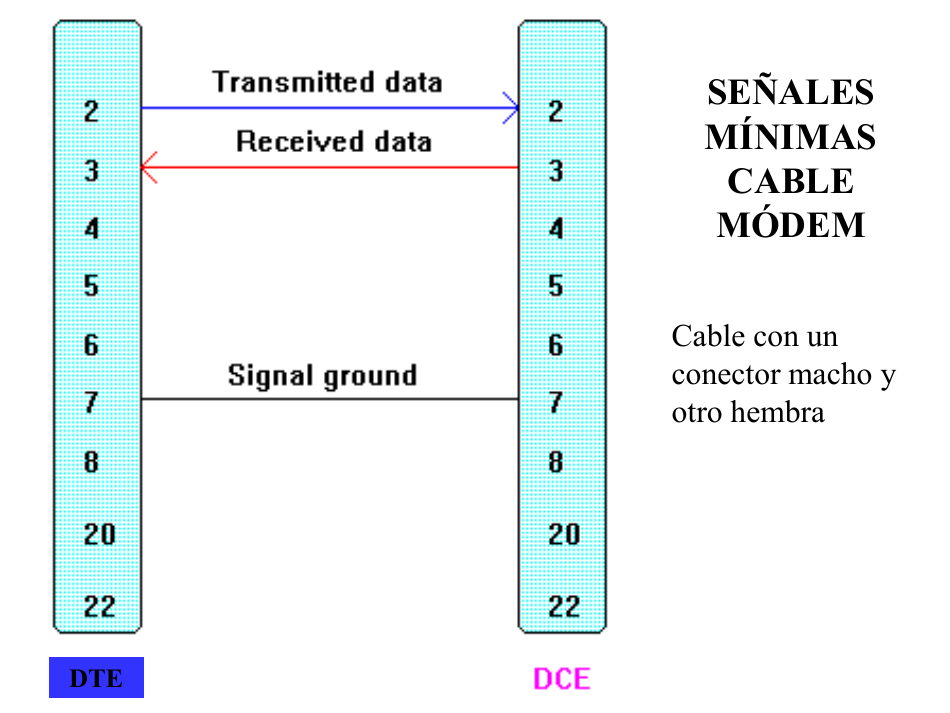 SEÑALES
MÍNIMAS
CABLE
MÓDEM
Cable con un
conector macho y
otro hembra
Transmitted data
2 2
Received data
3 3
4 4
5 5
6 6
Signal ground
7 7
8 8
20 20
22 22
DTE DCE